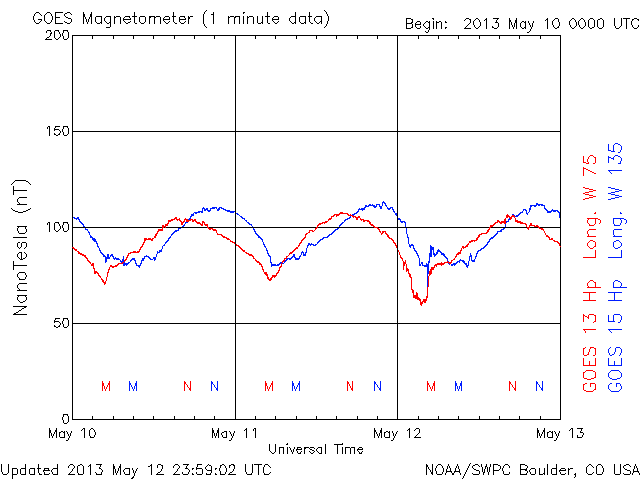 GOES Magnetometer (1 minute data)
Begin: 2013 May 10 0000 UTC
200
150
100
50
0
NanoTesla (nT)
M M N N M M N N M M N N
May 10 May 11 May 12 May 13
Universal Time
GOES 13 Hp Long. W 75
GOES 15 Hp Long. W 135
Updated 2013 May 12 23:59:02 UTC
NOAA/SWPC Boulder, CO USA